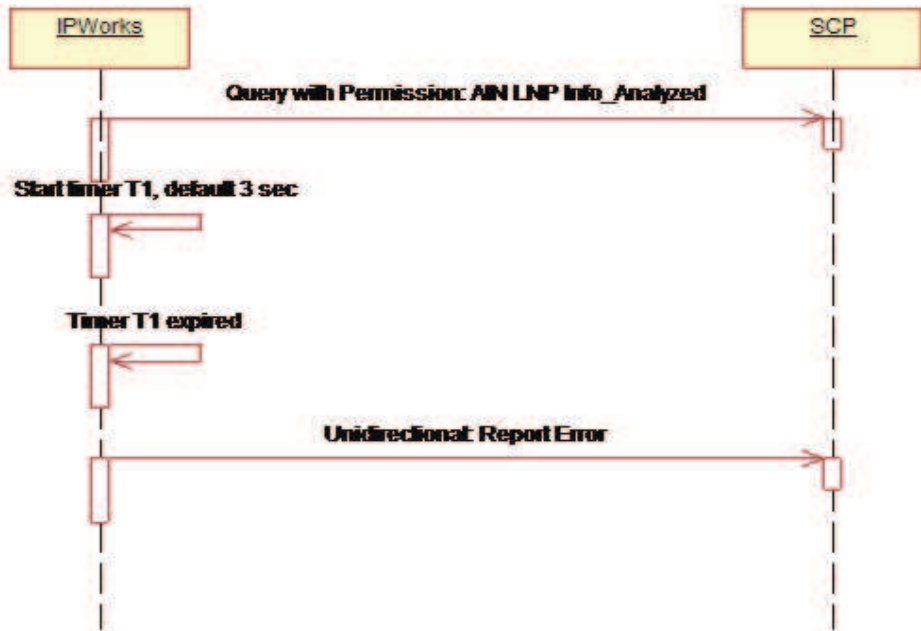 IPWorks
SCP
Query with Permission: AIN LNP Info_Analyzed
Start timer T1, default 3 sec
Timer T1 expired
Unidirectional: Report Error